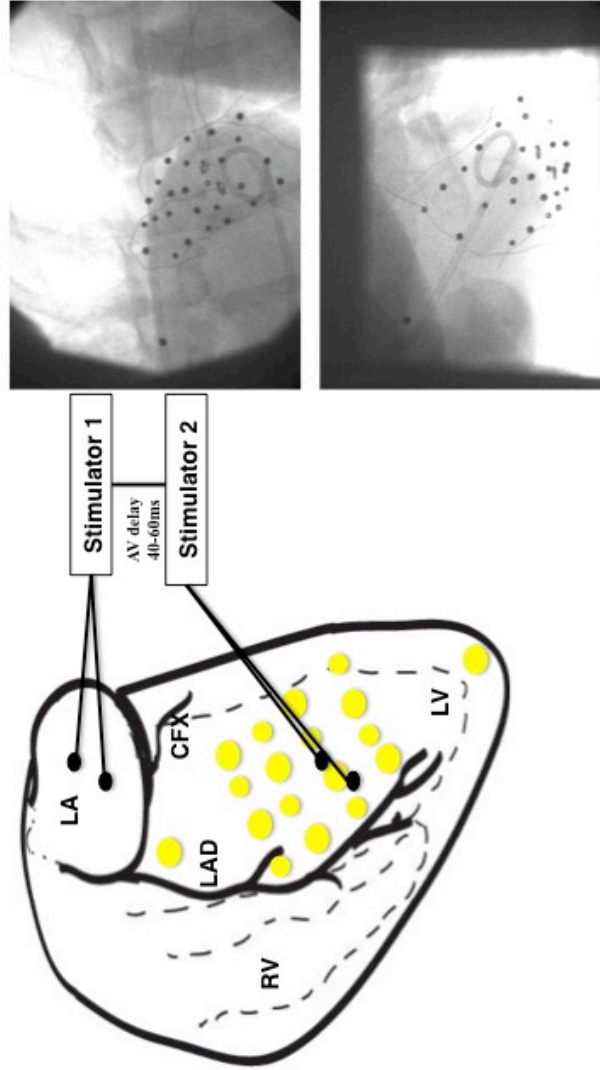 Stimulator 1
AV delay
40-60ms
Stimulator 2
LA
CFX
LAD
LV
RV